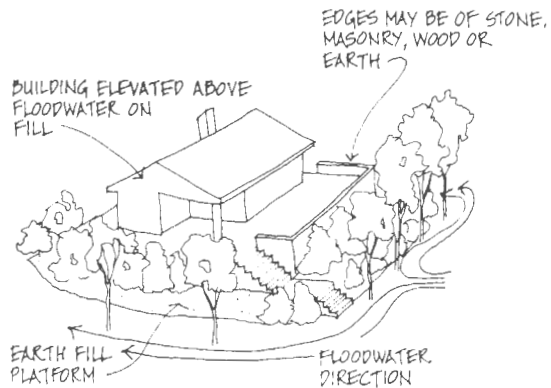 EDGES MAY BE OF STONE,
MASONRY, WOOD OR
EARTH
BUILDING ELEVATED ABOVE
FLOODWATER ON
FILL
EARTH FILL
PLATFORM
FLOODWATER
DIRECTION